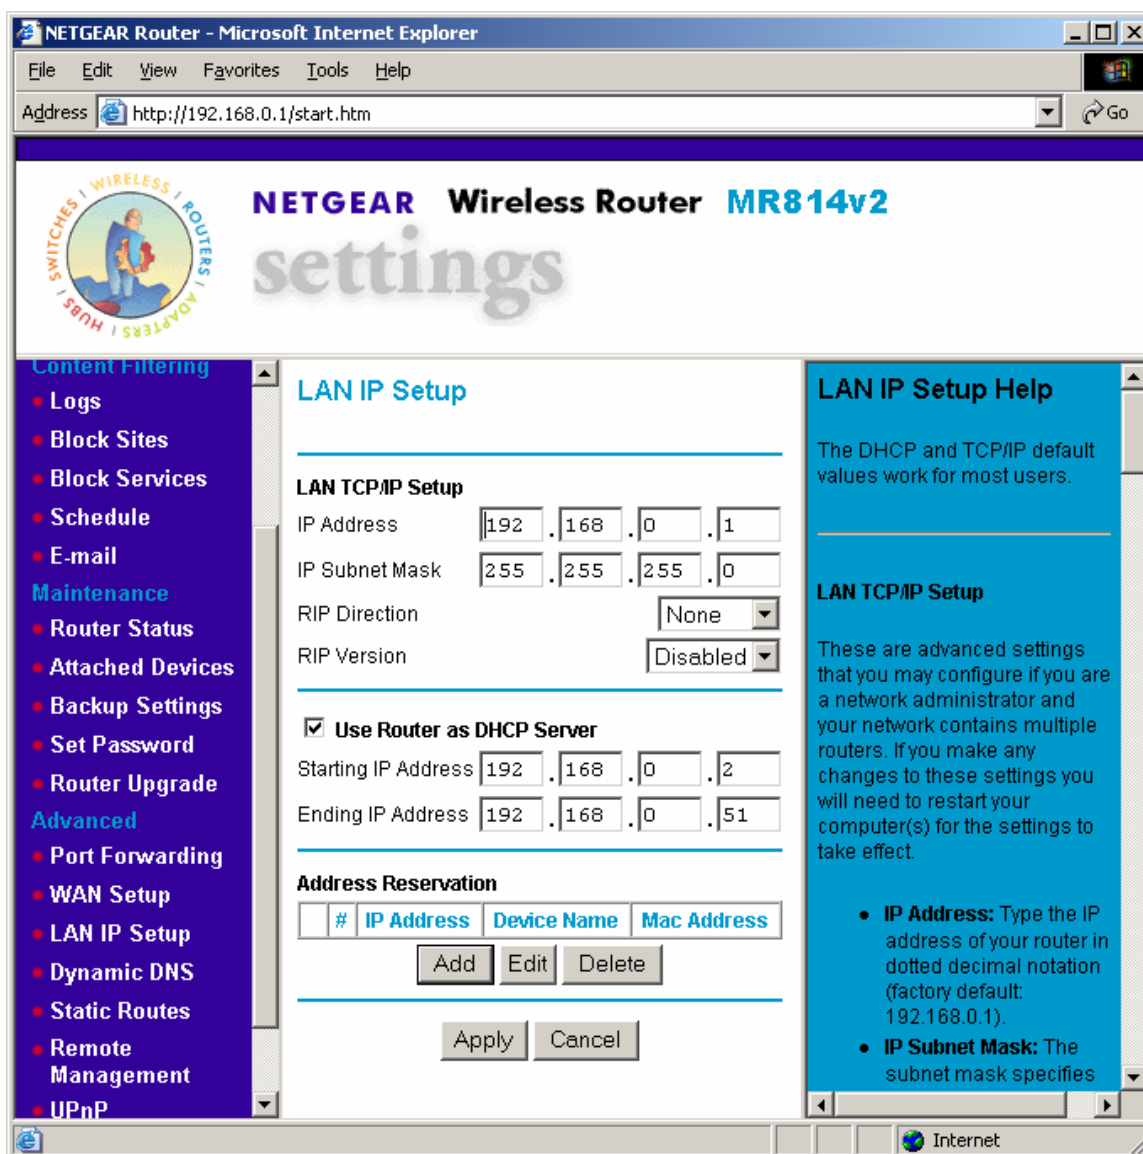 NETGEAR Router - Microsoft Internet Explorer
File Edit View Favorites Tools Help
Address http://192.168.0.1/start.htm Go
SWITCHES | WIRELESS | ROUTERS | ADAPTERS | HUBS |
NETGEAR Wireless Router MR814v2
settings
Content Filtering
Logs
Block Sites
Block Services
Schedule
E-mail
Maintenance
Router Status
Attached Devices
Backup Settings
Set Password
Router Upgrade
Advanced
Port Forwarding
WAN Setup
LAN IP Setup
Dynamic DNS
Static Routes
Remote
Management
UPnP
LAN IP Setup
LAN TCP/IP Setup
IP Address 192 . 168 . 0 . 1
IP Subnet Mask 255 . 255 . 255 . 0
RIP Direction None
RIP Version Disabled
Use Router as DHCP Server
Starting IP Address 192 . 168 . 0 . 2
Ending IP Address 192 . 168 . 0 . 51
Address Reservation
# IP Address Device Name Mac Address
Add Edit Delete
Apply Cancel
LAN IP Setup Help
The DHCP and TCP/IP default
values work for most users.
LAN TCP/IP Setup
These are advanced settings
that you may configure if you are
a network administrator and
your network contains multiple
routers. If you make any
changes to these settings you
will need to restart your
computer(s) for the settings to
take effect.
• IP Address: Type the IP
address of your router in
dotted decimal notation
(factory default:
192.168.0.1).
• IP Subnet Mask: The
subnet mask specifies
Internet